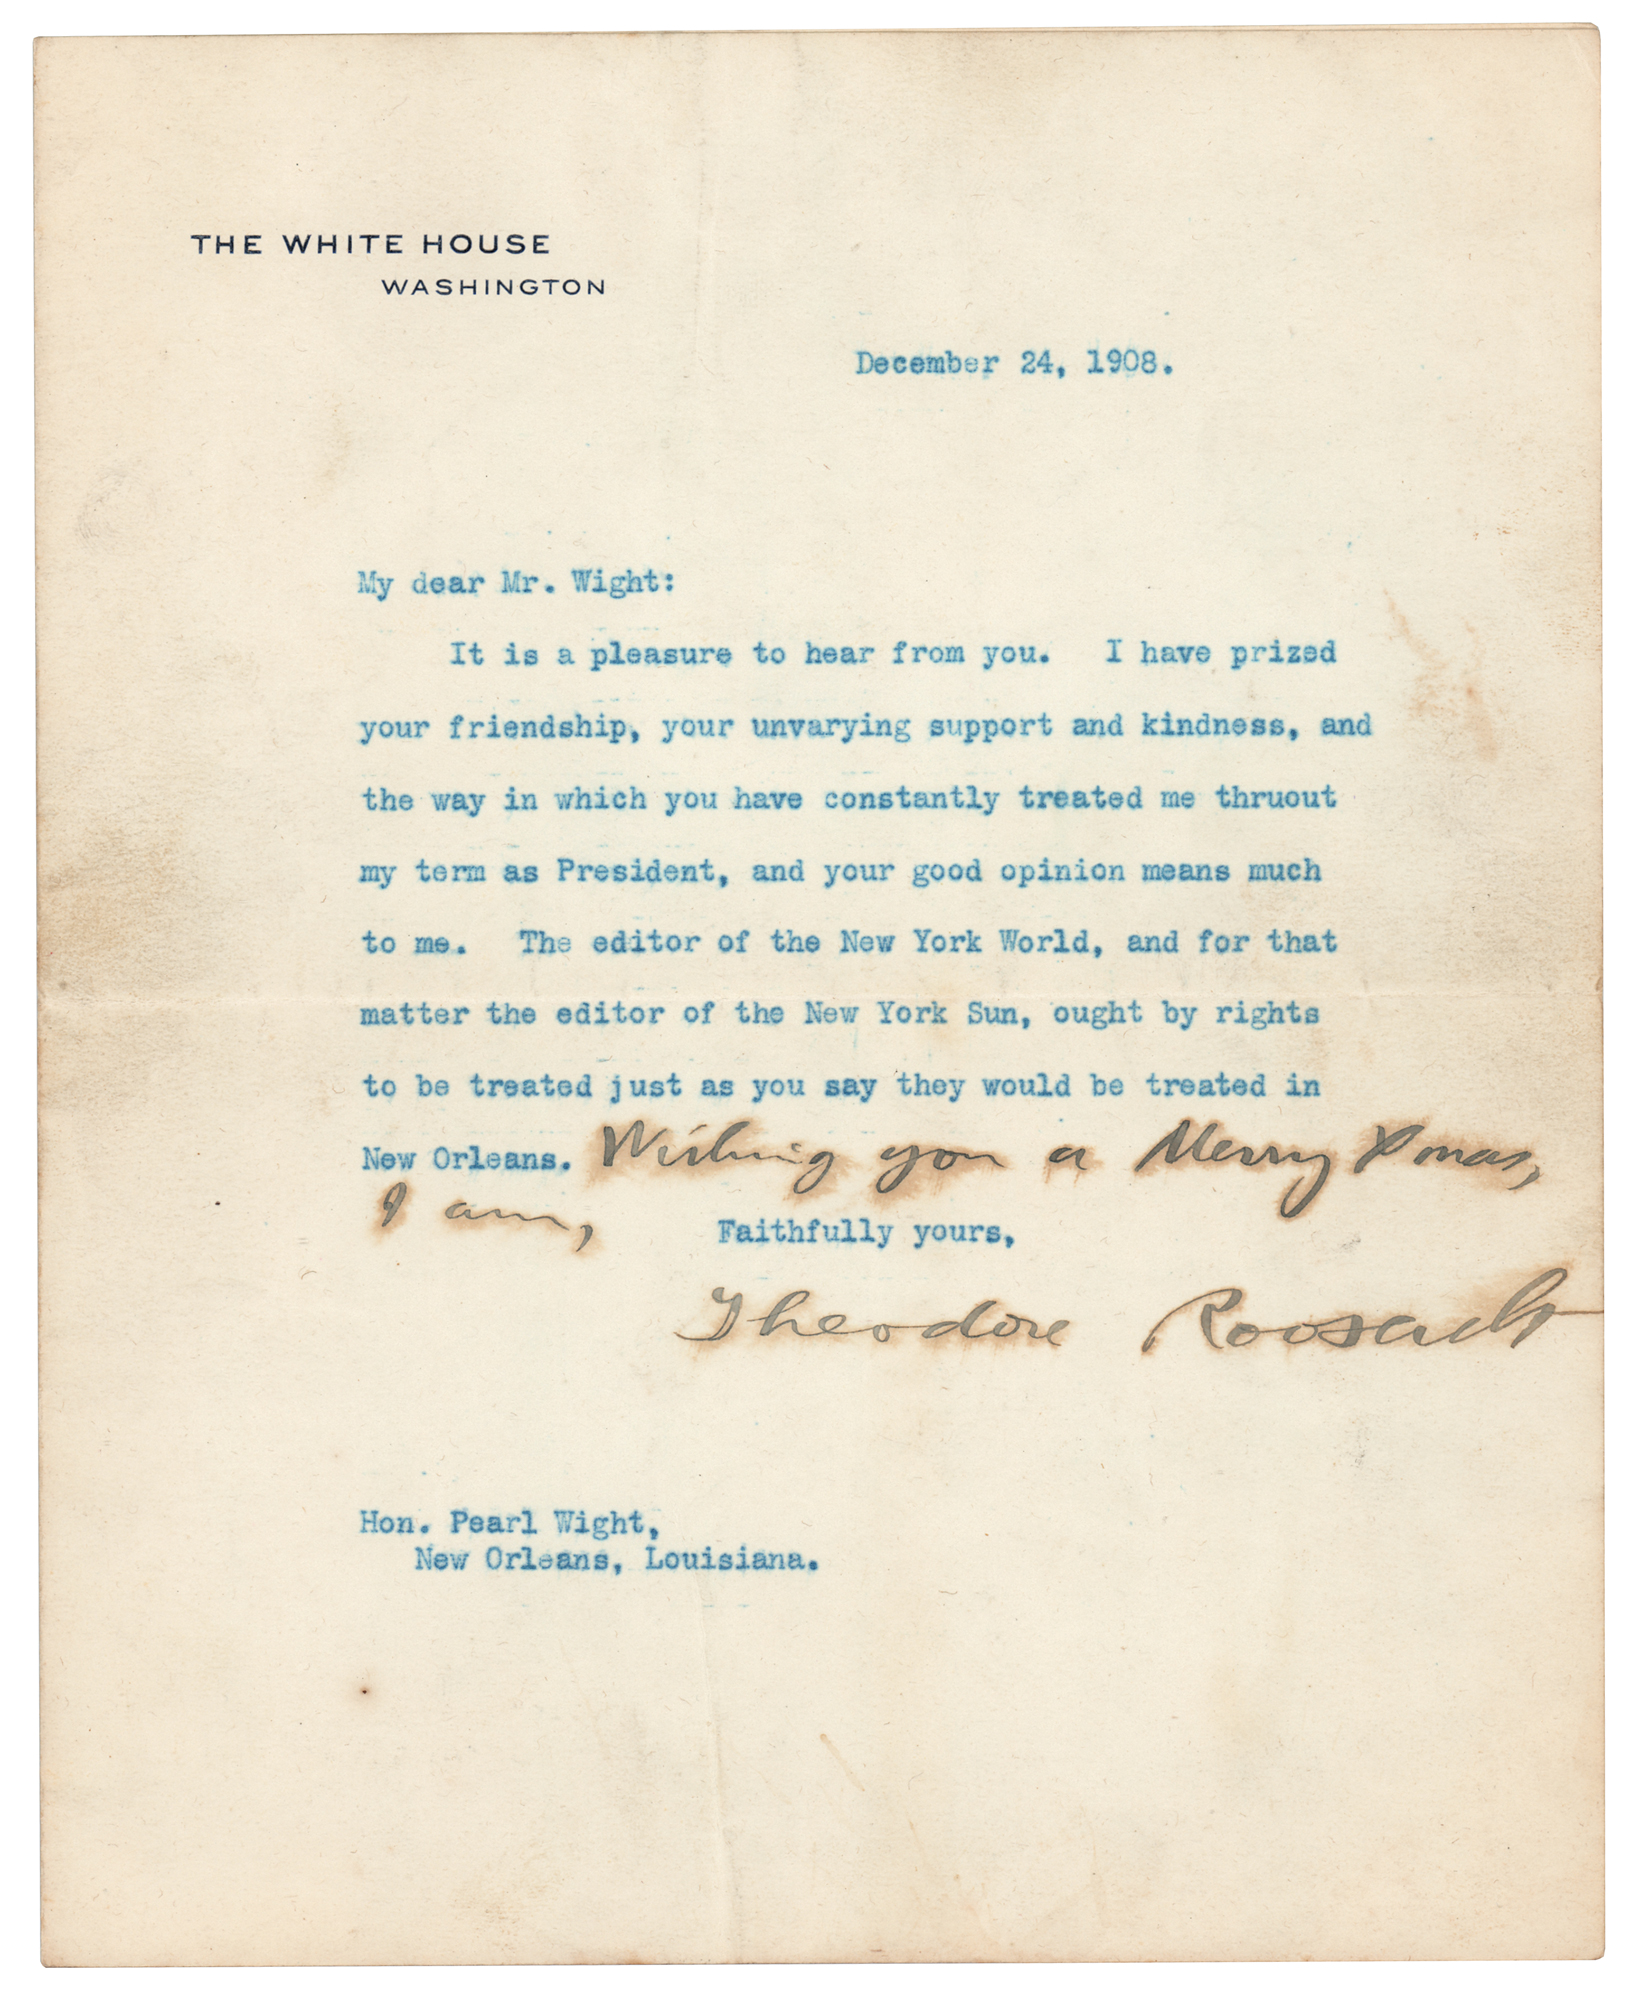 THE WHITE HOUSE
WASHINGTON
December 24, 1908.
My dear Mr. Wight:
It is a pleasure to hear from you. I have prized
your friendship, your unvarying support and kindness, and
the way in which you have constantly treated me thruout
my term as President, and your good opinion means much
to me. The editor of the New York World, and for that
matter the editor of the New York Sun, ought by rights
to be treated just as you say they would be treated in
New Orleans. Wishing you a Merry Xmas,
I am,
Faithfully yours,
Theodore Roosevelt
Hon. Pearl Wight,
New Orleans, Louisiana.